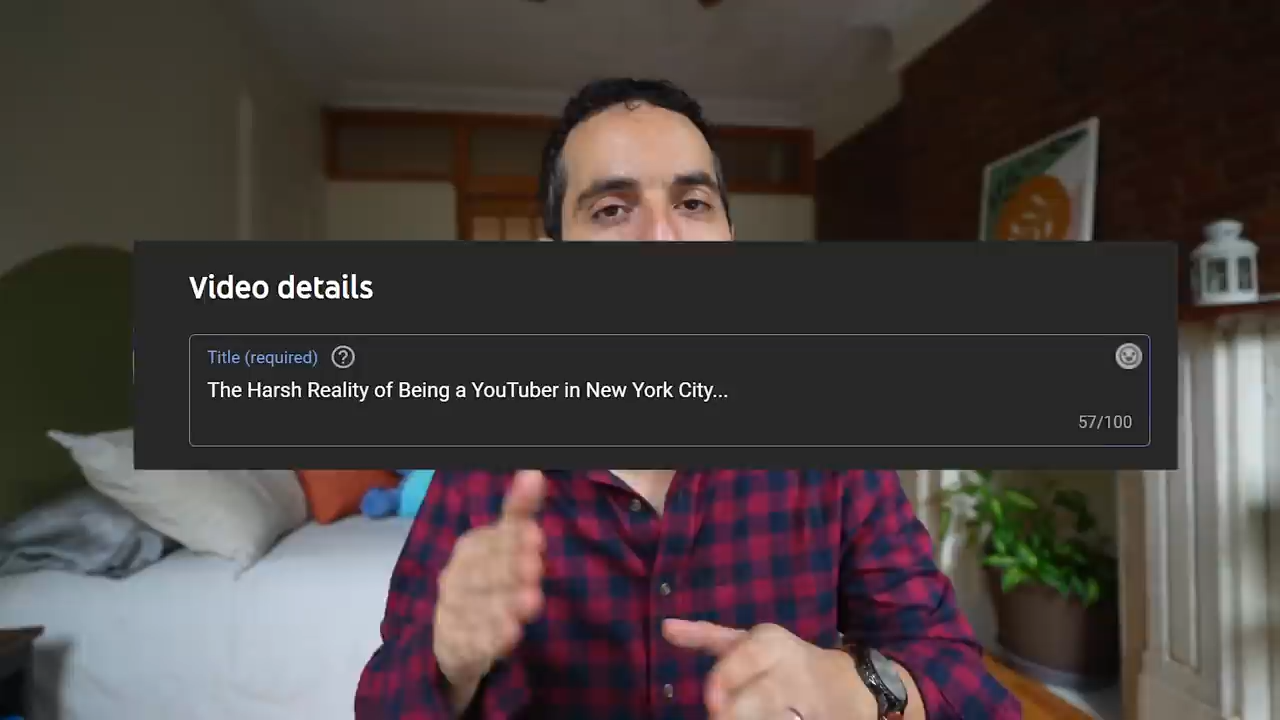 Video details
Title (required)
The Harsh Reality of Being a YouTuber in New York City...
57/100